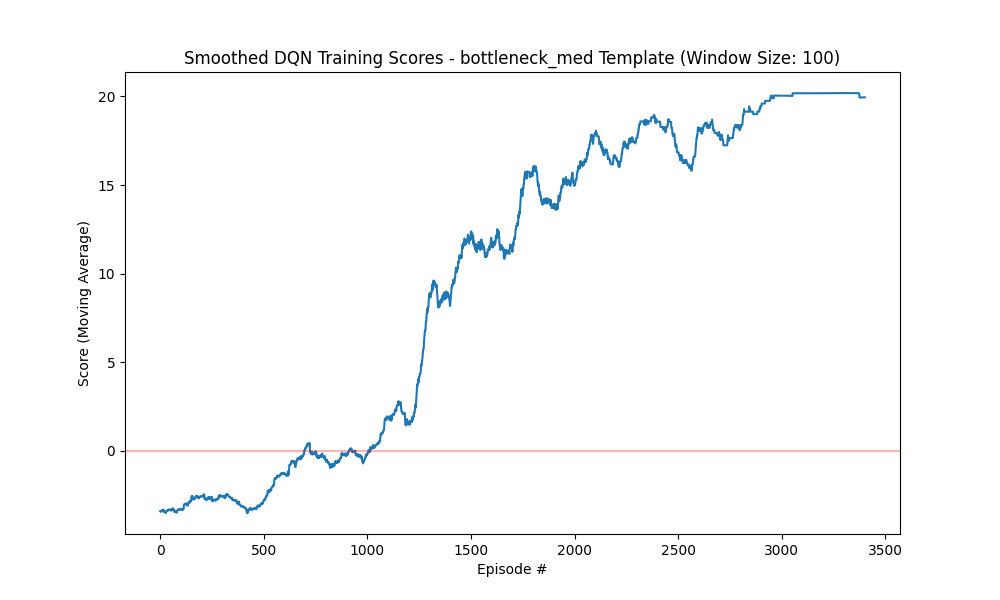 Smoothed DQN Training Scores - bottleneck_med Template (Window Size: 100)
20
15
10
5
0
Score (Moving Average)
0 500 1000 1500 2000 2500 3000 3500
Episode #